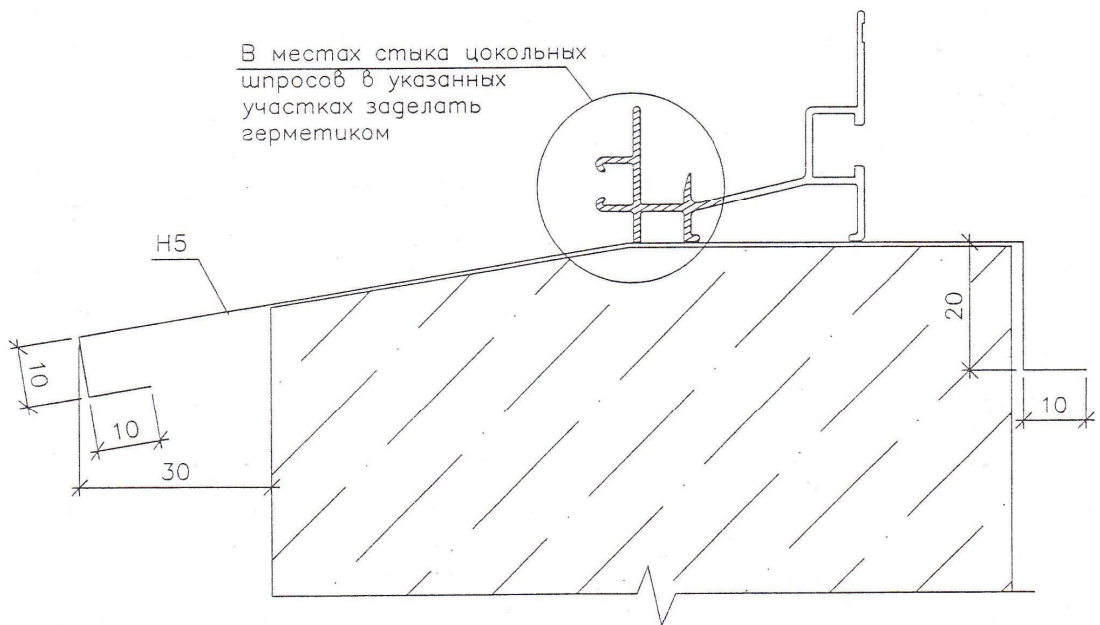 В местах стыка цокольных
шпросов в указанных
участках заделать
герметиком
Н5
10
10
30
20
10